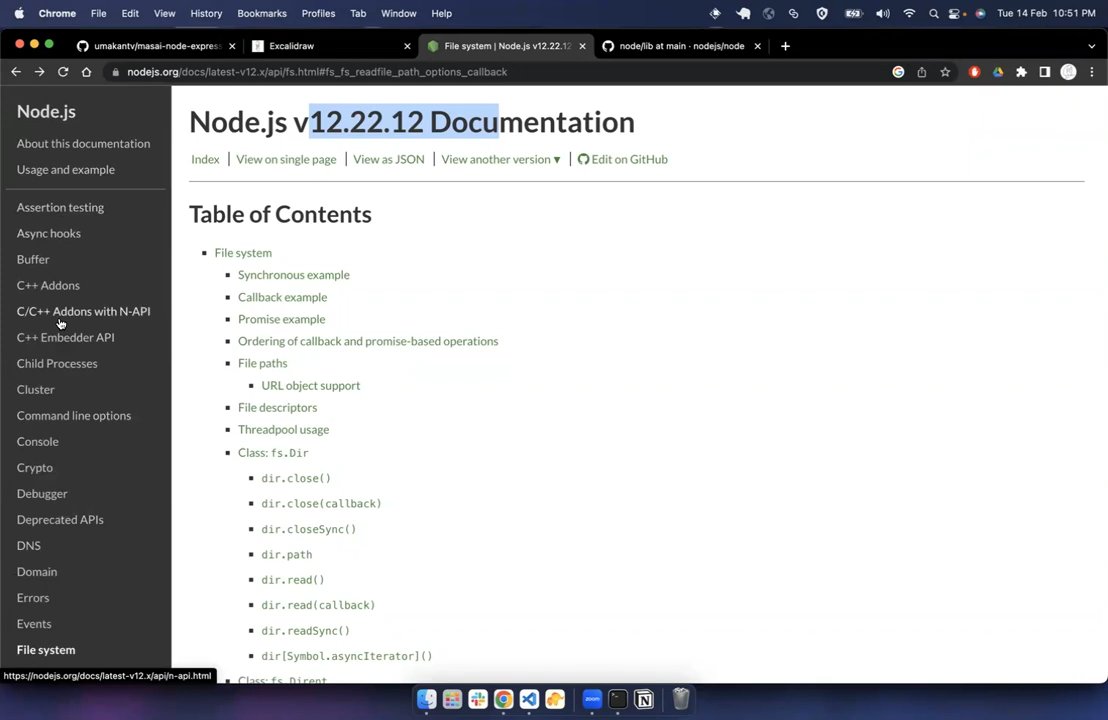 Chrome File Edit View History Bookmarks Profiles Tab Window Help Tue 14 Feb 10:51 PM
umakantv/masai-node-expres Excalidraw File system | Node.js v12.22.12 node/lib at main · nodejs/node
nodejs.org/docs/latest-v12.x/api/fs.html#fs_fs_readfile_path_options_callback
Node.js
About this documentation
Usage and example
Assertion testing
Async hooks
Buffer
C++ Addons
C/C++ Addons with N-API
C++ Embedder API
Child Processes
Cluster
Command line options
Console
Crypto
Debugger
Deprecated APIs
DNS
Domain
Errors
Events
File system
https://nodejs.org/docs/latest-v12.x/api/n-api.html
Node.js v12.22.12 Documentation
Index | View on single page | View as JSON | View another version ▼ | Edit on GitHub
Table of Contents
File system
Synchronous example
Callback example
Promise example
Ordering of callback and promise-based operations
File paths
URL object support
File descriptors
Threadpool usage
Class: fs.Dir
dir.close()
dir.close(callback)
dir.closeSync()
dir.path
dir.read()
dir.read(callback)
dir.readSync()
dir[Symbol.asyncIterator]()
Class: fs.Dirent
zoom